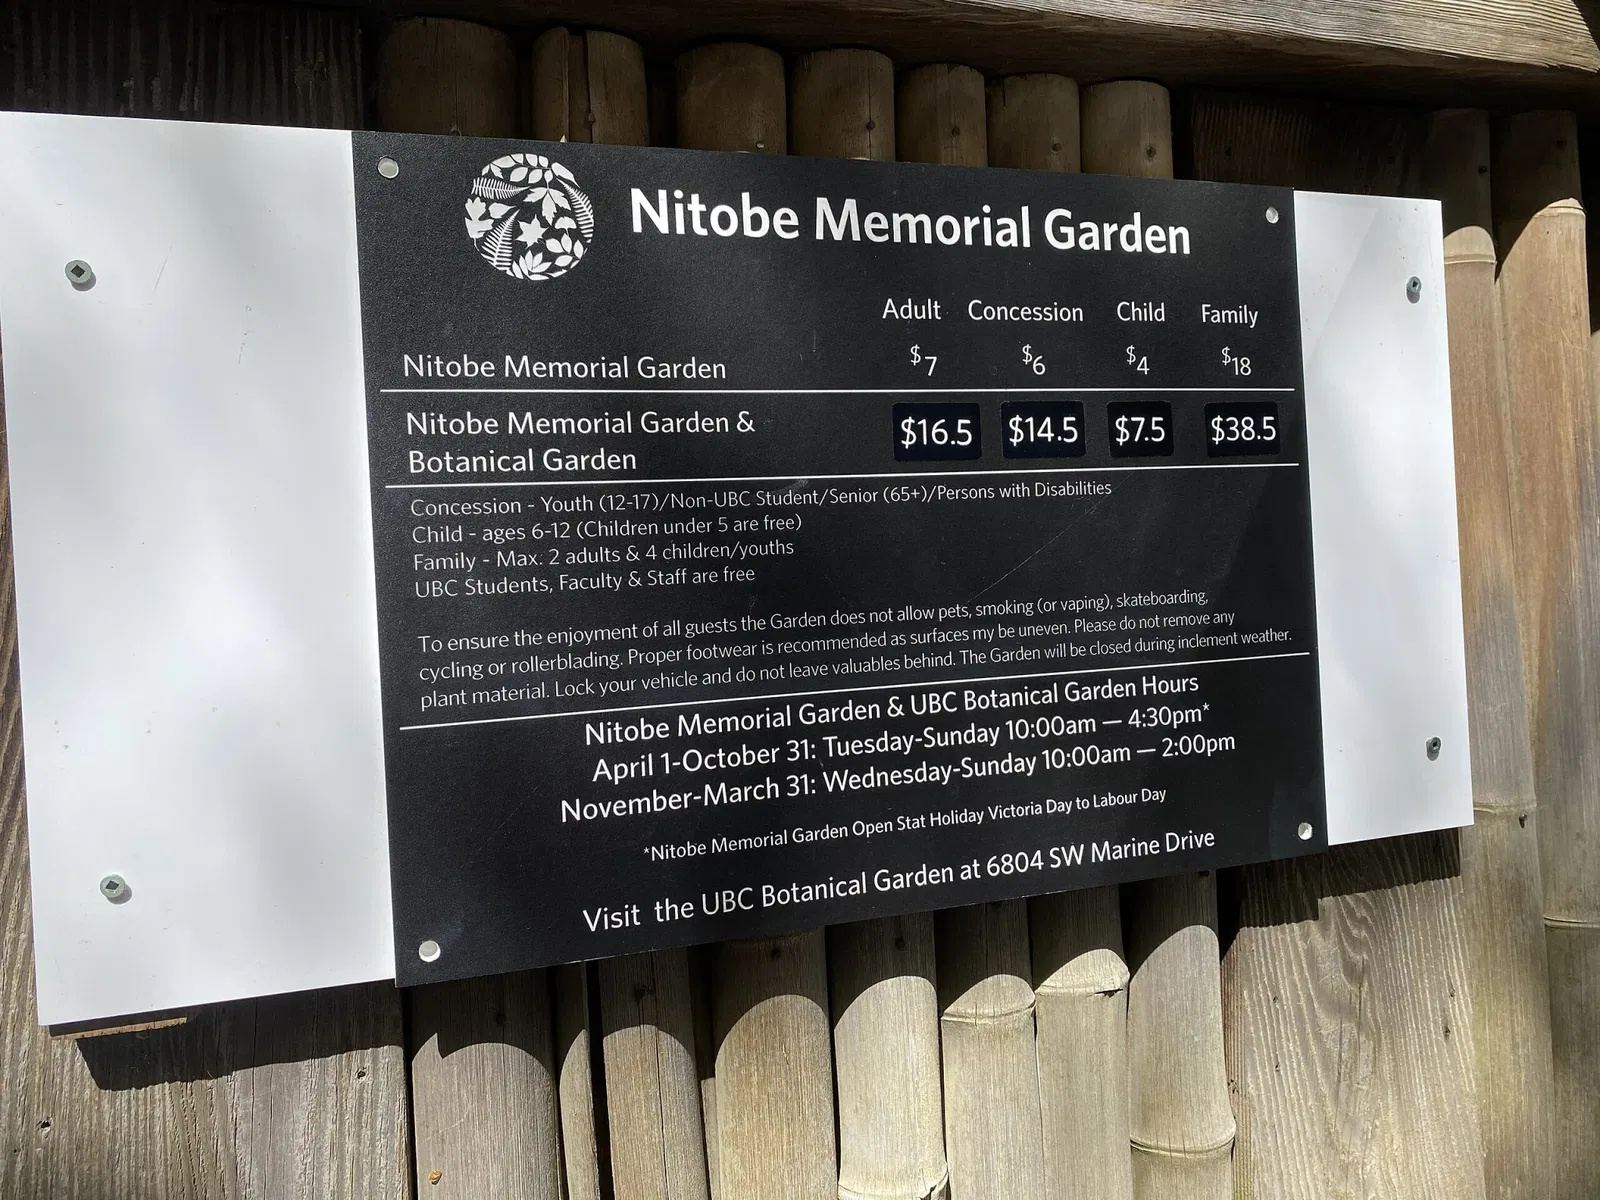 Nitobe Memorial Garden
Adult Concession Child Family
Nitobe Memorial Garden $7 $6 $4 $18
Nitobe Memorial Garden &
Botanical Garden $16.5 $14.5 $7.5 $38.5
Concession - Youth (12-17)/Non-UBC Student/Senior (65+)/Persons with Disabilities
Child - ages 6-12 (Children under 5 are free)
Family - Max. 2 adults & 4 children/youths
UBC Students, Faculty & Staff are free
To ensure the enjoyment of all guests the Garden does not allow pets, smoking (or vaping), skateboarding,
cycling or rollerblading. Proper footwear is recommended as surfaces my be uneven. Please do not remove any
plant material. Lock your vehicle and do not leave valuables behind. The Garden will be closed during inclement weather.
Nitobe Memorial Garden & UBC Botanical Garden Hours
April 1-October 31: Tuesday-Sunday 10:00am — 4:30pm*
November-March 31: Wednesday-Sunday 10:00am — 2:00pm
*Nitobe Memorial Garden Open Stat Holiday Victoria Day to Labour Day
Visit the UBC Botanical Garden at 6804 SW Marine Drive